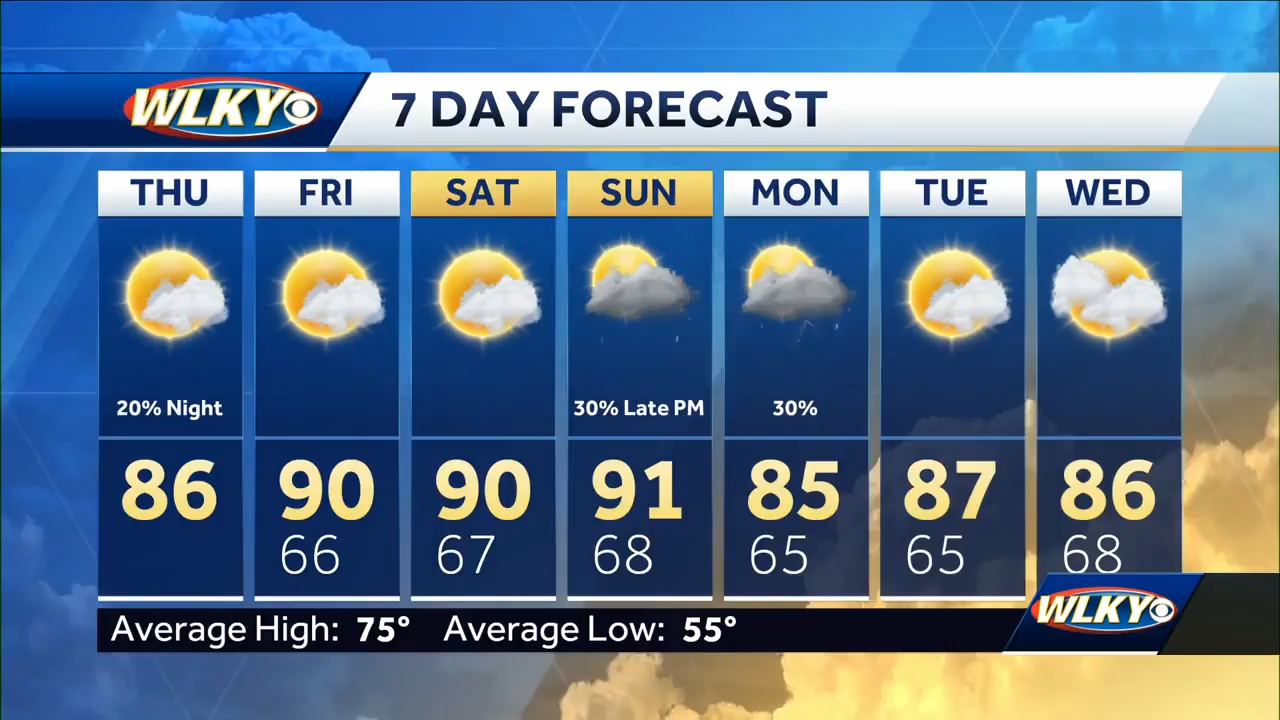 WLKY 7 DAY FORECAST
THU FRI SAT SUN MON TUE WED
20% Night 30% Late PM 30%
86 90 90 91 85 87 86
66 67 68 65 65 68
Average High: 75° Average Low: 55°
WLKY